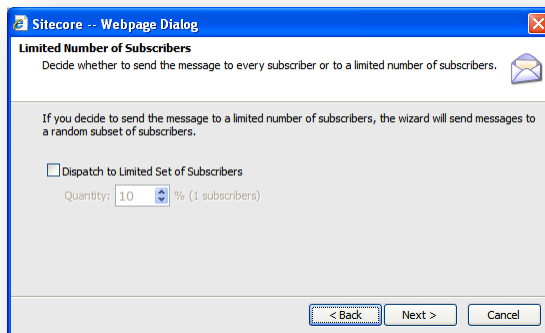 Sitecore -- Webpage Dialog
Limited Number of Subscribers
Decide whether to send the message to every subscriber or to a limited number of subscribers.
If you decide to send the message to a limited number of subscribers, the wizard will send messages to
a random subset of subscribers.
Dispatch to Limited Set of Subscribers
Quantity: 10 % (1 subscribers)
< Back Next > Cancel